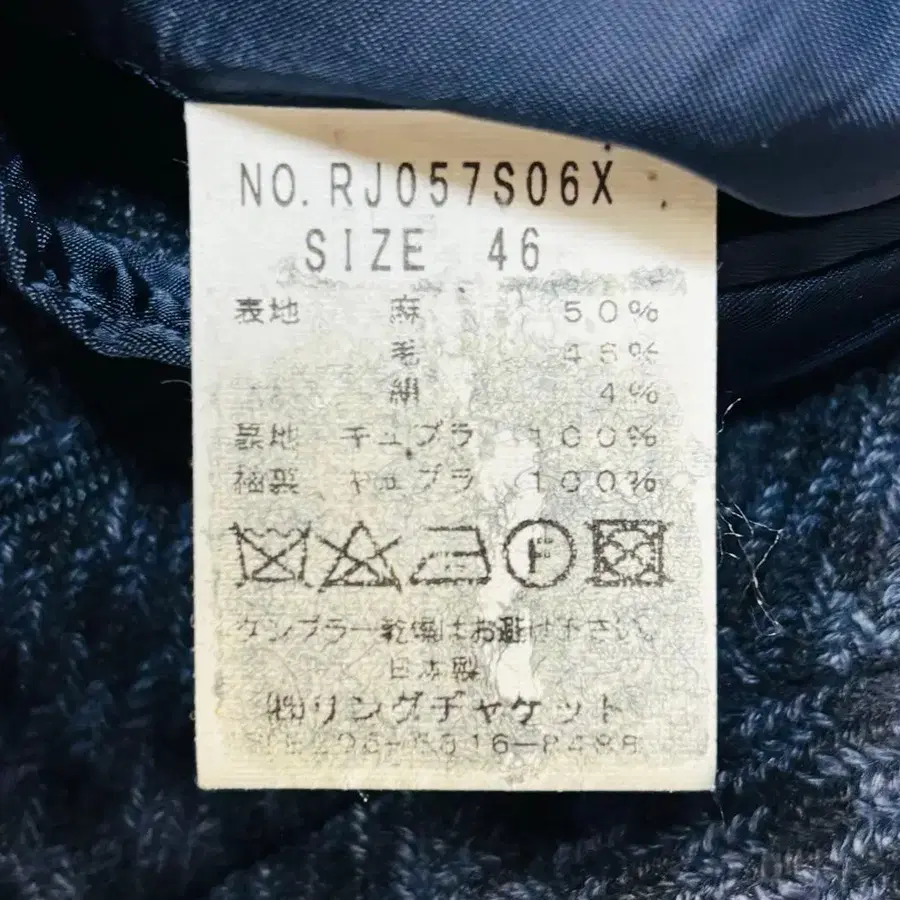 NO. RJ057S06X
SIZE 46
表地 麻 50%
毛 46%
絹 4%
裏地 キュプラ 100%
袖裏 キュプラ 100%
P
タンブラー乾燥はお避け下さい。
日本製
㈱リングヂャケット